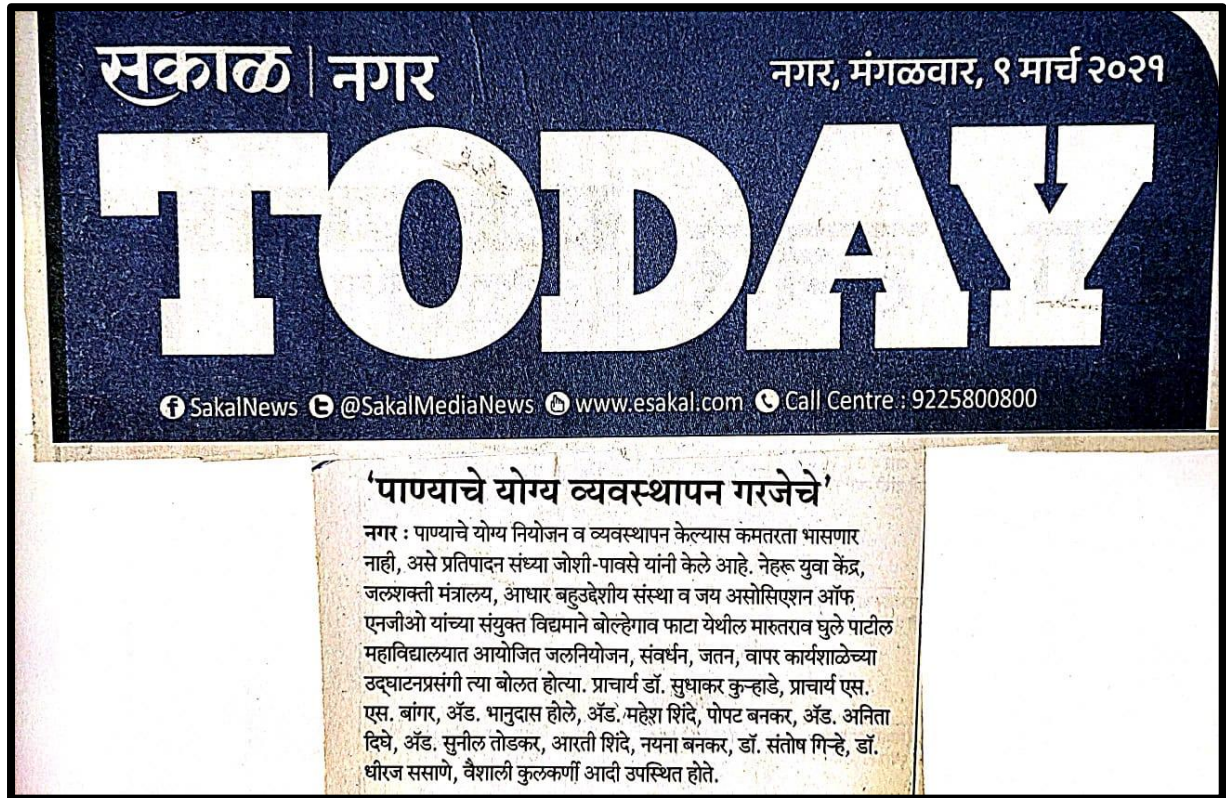 सकाळ | नगर
नगर, मंगळवार, ९ मार्च २०२१
TODAY
SakalNews @SakalMediaNews www.esakal.com Call Centre : 9225800800
'पाण्याचे योग्य व्यवस्थापन गरजेचे'
नगर : पाण्याचे योग्य नियोजन व व्यवस्थापन केल्यास कमतरता भासणार
नाही, असे प्रतिपादन संध्या जोशी-पावसे यांनी केले आहे. नेहरू युवा केंद्र,
जलशक्ती मंत्रालय, आधार बहुउद्देशीय संस्था व जय असोसिएशन ऑफ
एनजीओ यांच्या संयुक्त विद्यमाने बोल्हेगाव फाटा येथील मारुतराव घुले पाटील
महाविद्यालयात आयोजित जलनियोजन, संवर्धन, जतन, वापर कार्यशाळेच्या
उद्‌घाटनप्रसंगी त्या बोलत होत्या. प्राचार्य डॉ. सुधाकर कुऱ्हाडे, प्राचार्य एस.
एस. बांगर, ॲड. भानुदास होले, ॲड. महेश शिंदे, पोपट बनकर, ॲड. अनिता
दिघे, ॲड. सुनील तोडकर, आरती शिंदे, नयना बनकर, डॉ. संतोष गिऱ्हे, डॉ.
धीरज ससाणे, वैशाली कुलकर्णी आदी उपस्थित होते.